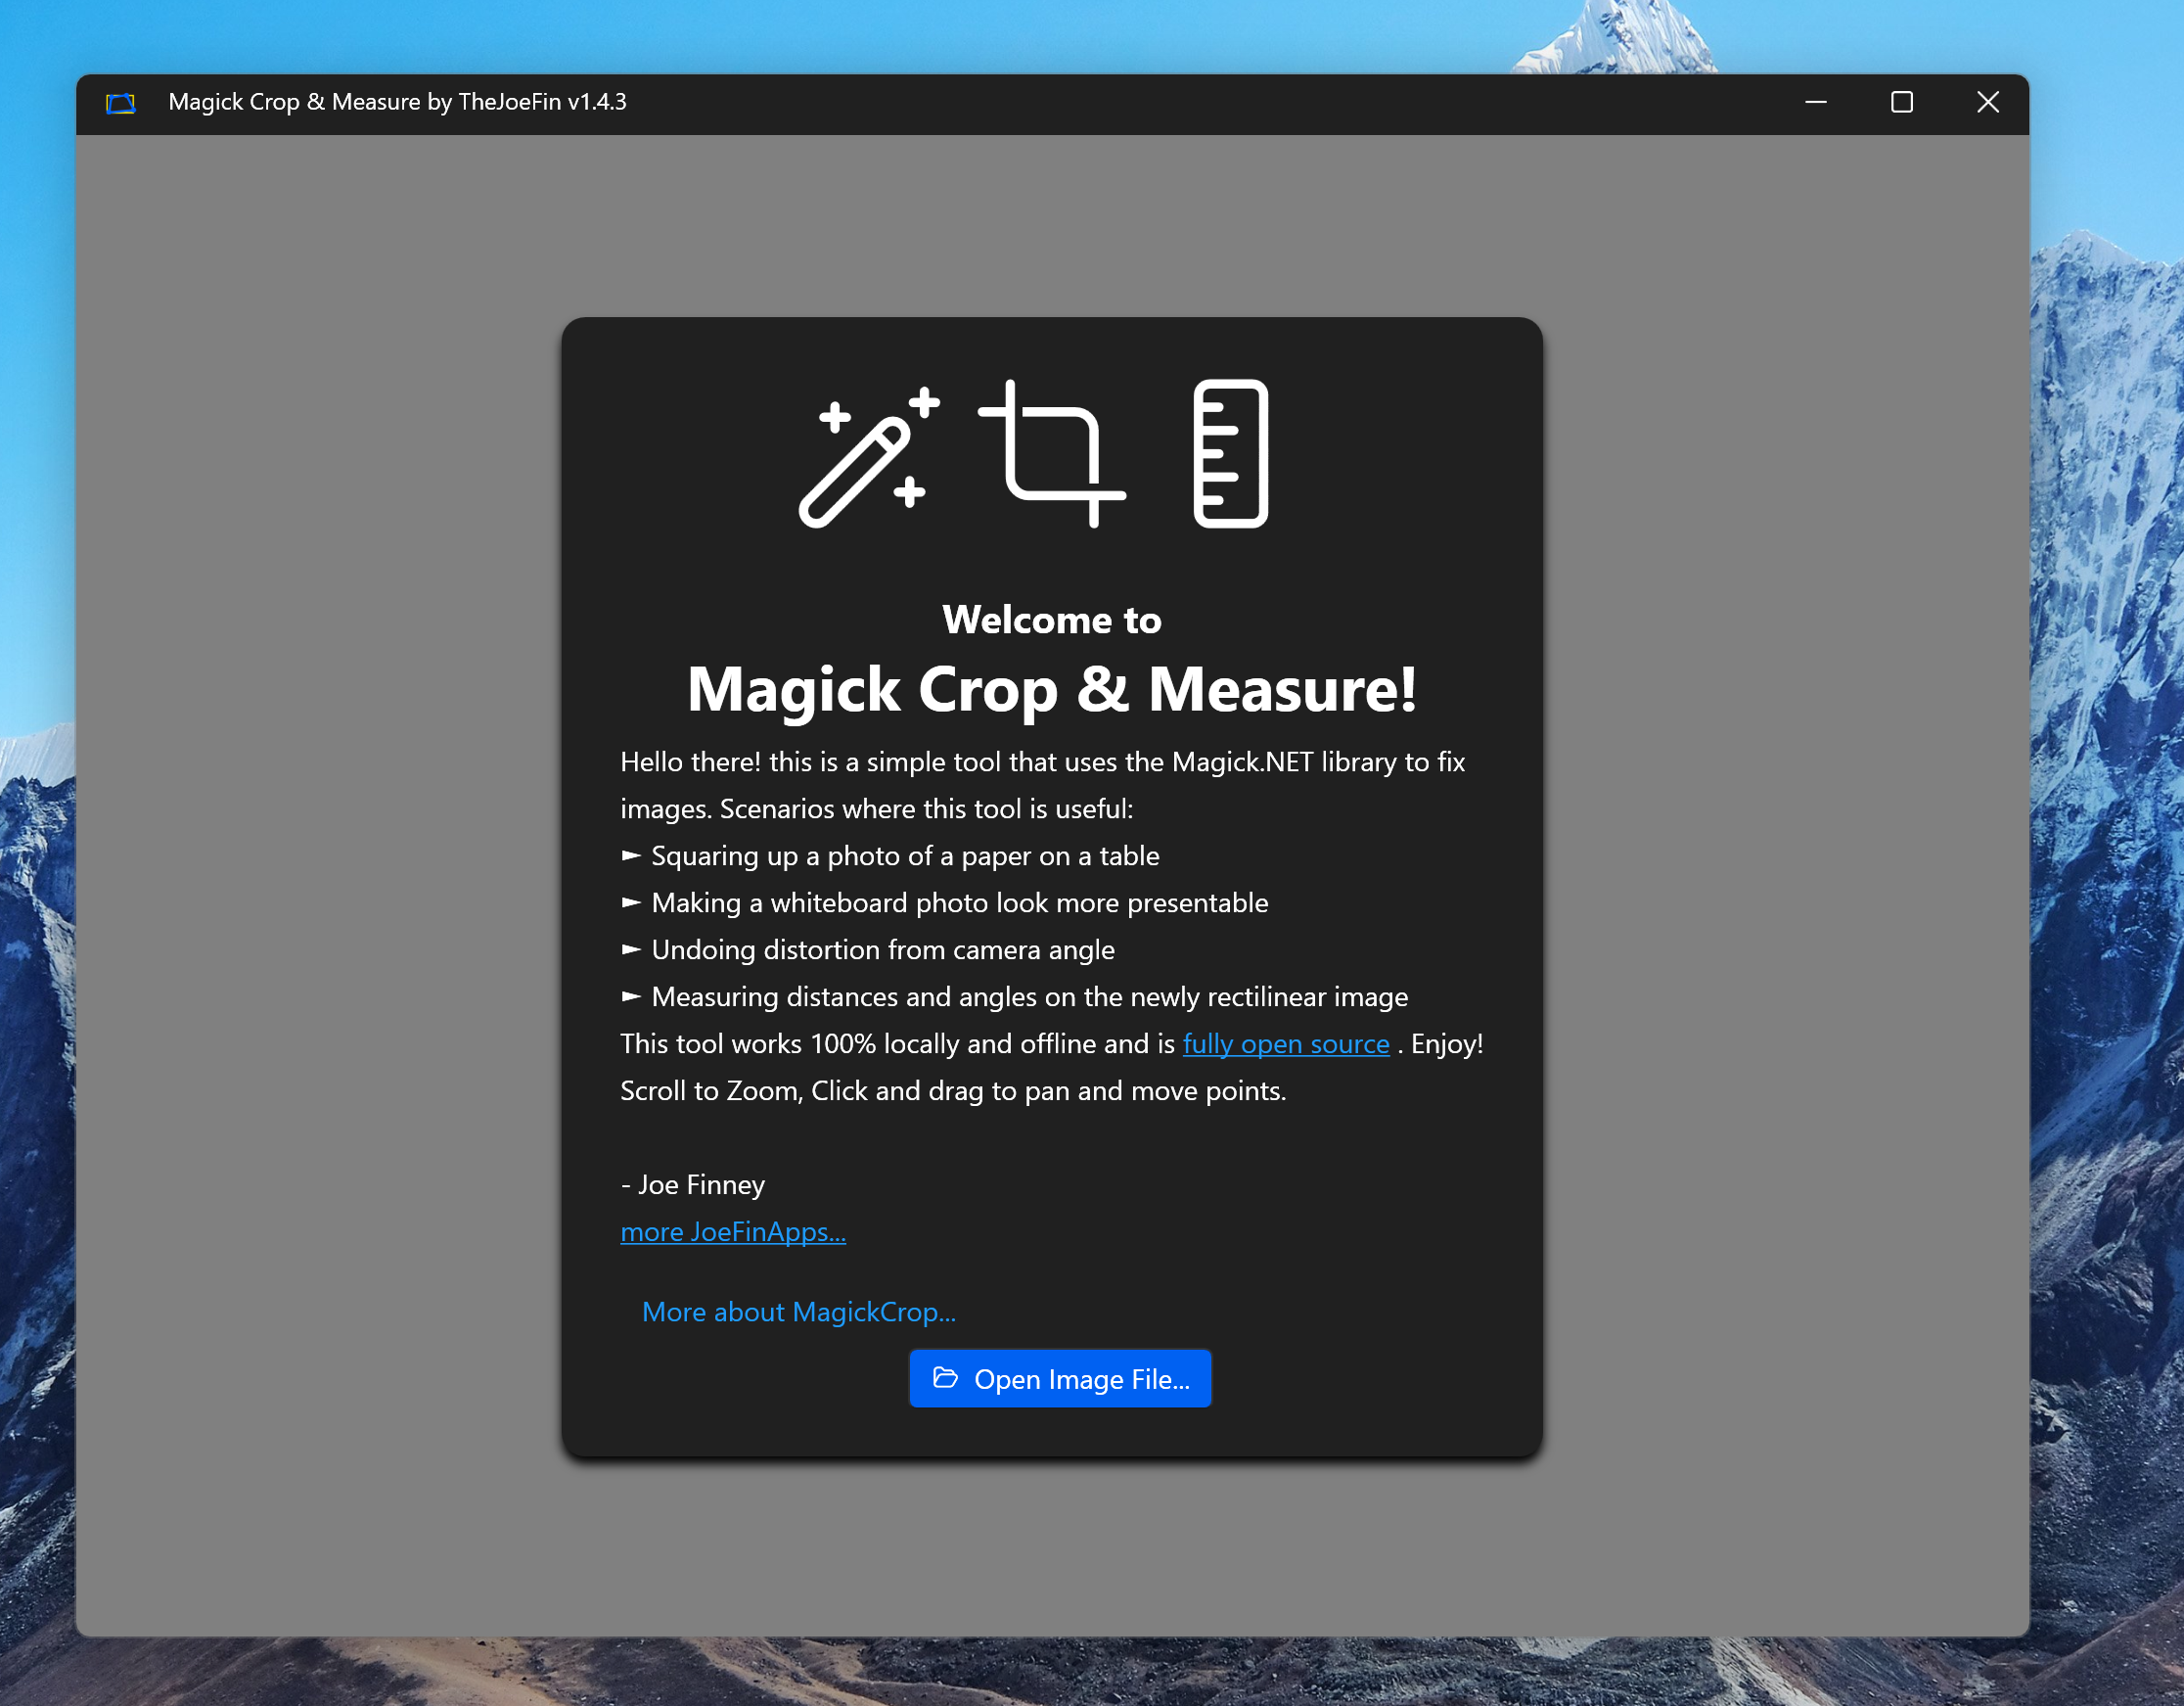 Magick Crop & Measure by TheJoeFin v1.4.3
Welcome to
Magick Crop & Measure!
Hello there! this is a simple tool that uses the Magick.NET library to fix
images. Scenarios where this tool is useful:
► Squaring up a photo of a paper on a table
► Making a whiteboard photo look more presentable
► Undoing distortion from camera angle
► Measuring distances and angles on the newly rectilinear image
This tool works 100% locally and offline and is fully open source . Enjoy!
Scroll to Zoom, Click and drag to pan and move points.
- Joe Finney
more JoeFinApps...
More about MagickCrop...
Open Image File...